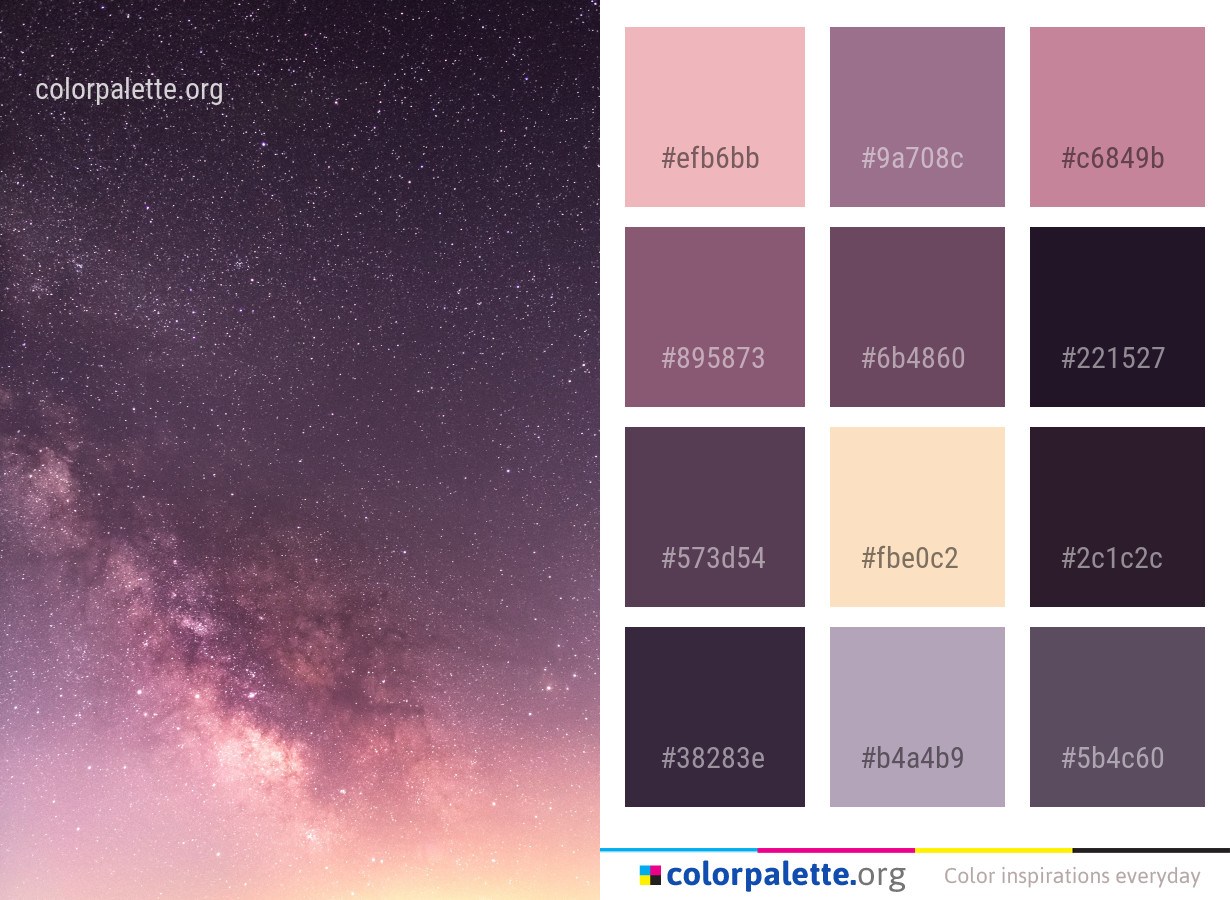 colorpalette.org
#efb6bb
#9a708c
#c6849b
#895873
#6b4860
#221527
#573d54
#fbe0c2
#2c1c2c
#38283e
#b4a4b9
#5b4c60
colorpalette.org
Color inspirations everyday